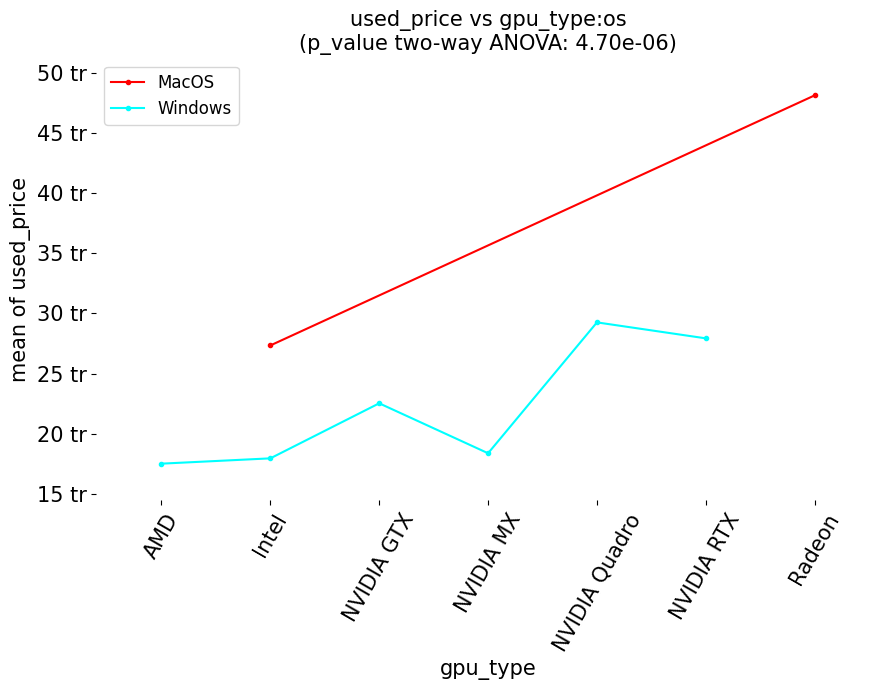 used_price vs gpu_type:os
(p_value two-way ANOVA: 4.70e-06)
MacOS
Windows
50 tr
45 tr
40 tr
35 tr
30 tr
25 tr
20 tr
15 tr
mean of used_price
AMD
Intel
NVIDIA GTX
NVIDIA MX
NVIDIA Quadro
NVIDIA RTX
Radeon
gpu_type